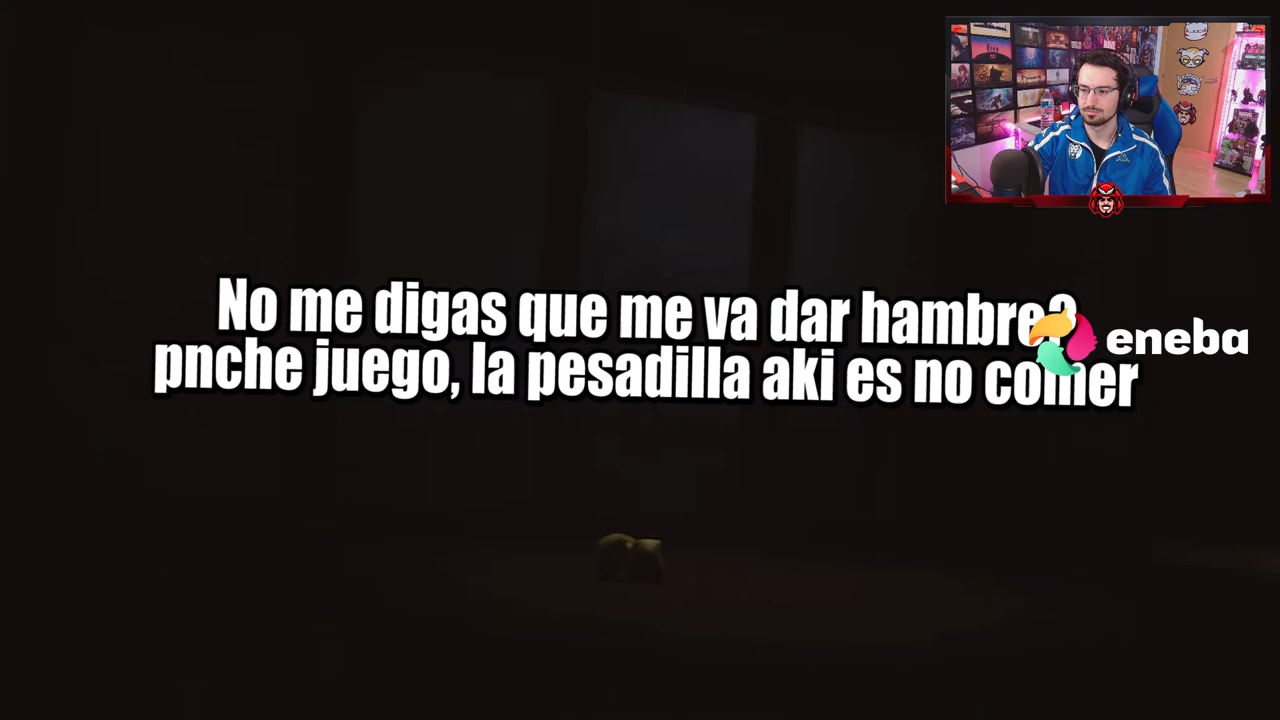 No me digas que me va dar hambre?
pnche juego, la pesadilla aki es no comer
eneba